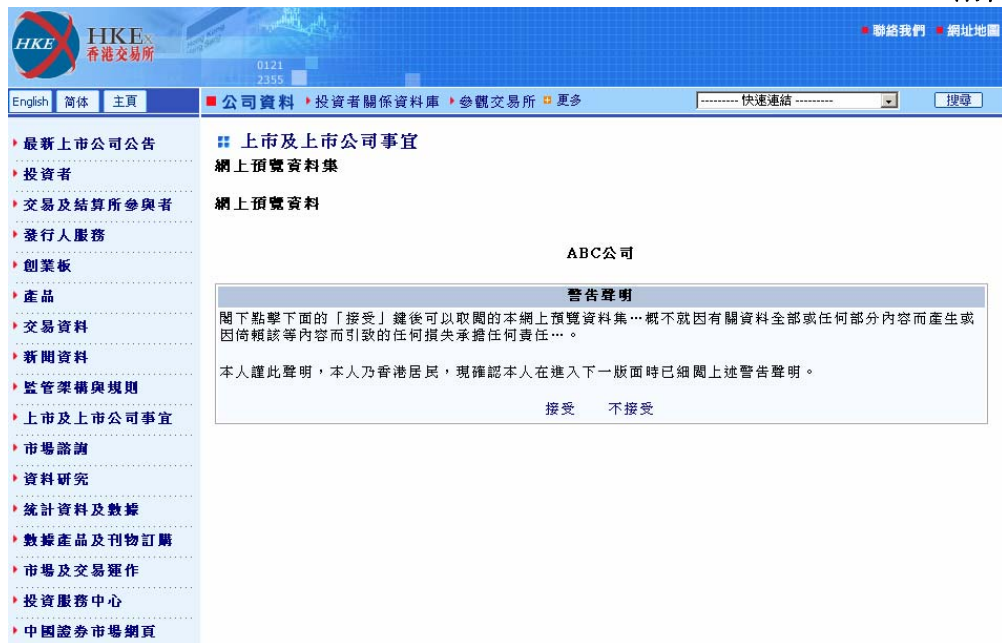 HKEx
香港交易所
HKE
0121
2355
聯絡我們 網址地圖
English 简体 主頁
公司資料 投資者關係資料庫 參觀交易所 更多
--------- 快速連結 ---------
搜尋
最新上市公司公告
投資者
交易及結算所參與者
發行人服務
創業板
產品
交易資料
新聞資料
監管架構與規則
上市及上市公司事宜
市場諮詢
資料研究
統計資料及數據
數據產品及刊物訂購
市場及交易運作
投資服務中心
中國證券市場網頁
上市及上市公司事宜
網上預覽資料集
網上預覽資料
ABC公司
警告聲明
閣下點擊下面的「接受」鍵後可以取閱的本網上預覽資料集…概不就因有關資料全部或任何部分內容而產生或
因倚賴該等內容而引致的任何損失承擔任何責任…。
本人謹此聲明，本人乃香港居民，現確認本人在進入下一版面時已細閱上述警告聲明。
接受 不接受